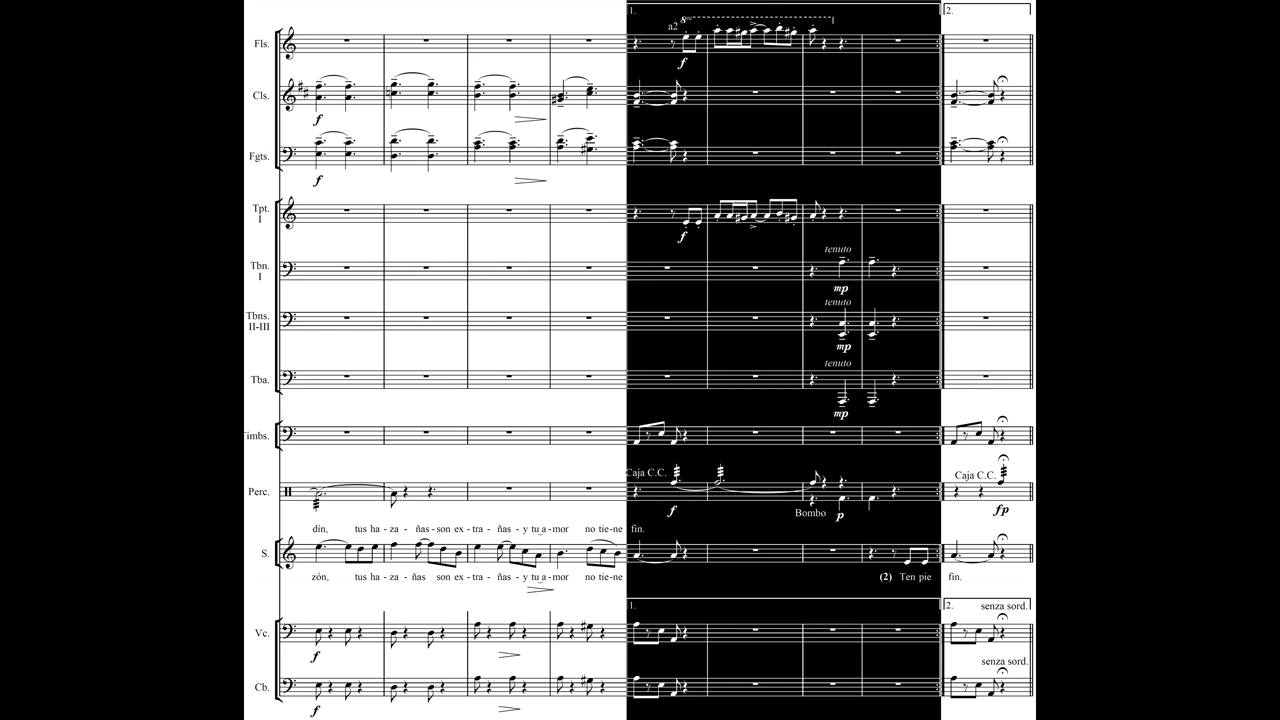 1.
2.
a2 8va
Fls.
f
Cls.
f
Fgts.
f
Tpt.
I
f
tenuto
Tbn.
I
mp
tenuto
Tbns.
II-III
mp
tenuto
Tba.
mp
Timbs.
Caja C.C.
Caja C.C.
Perc.
f
Bombo
p
fp
dín, tus ha - za - ñas - son ex - tra - ñas - y tu a - mor no tie - ne fin.
S.
zón, tus ha - za - ñas son ex - tra - ñas - y tu a - mor no tie - ne
(2) Ten pie fin.
1.
2.
senza sord.
Vc.
f
senza sord.
Cb.
f